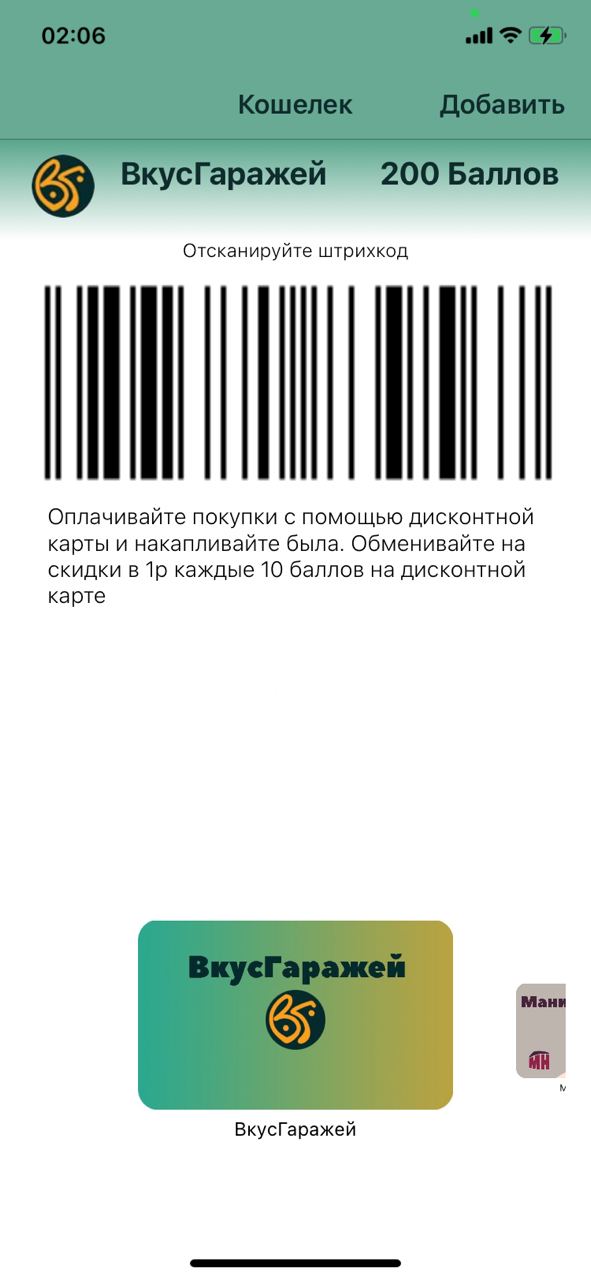 02:06
Кошелек
Добавить
ВкусГаражей
200 Баллов
Отсканируйте штрихкод
Оплачивайте покупки с помощью дисконтной
карты и накапливайте была. Обменивайте на
скидки в 1р каждые 10 баллов на дисконтной
карте
ВкусГаражей
Мани
МН
ВкусГаражей